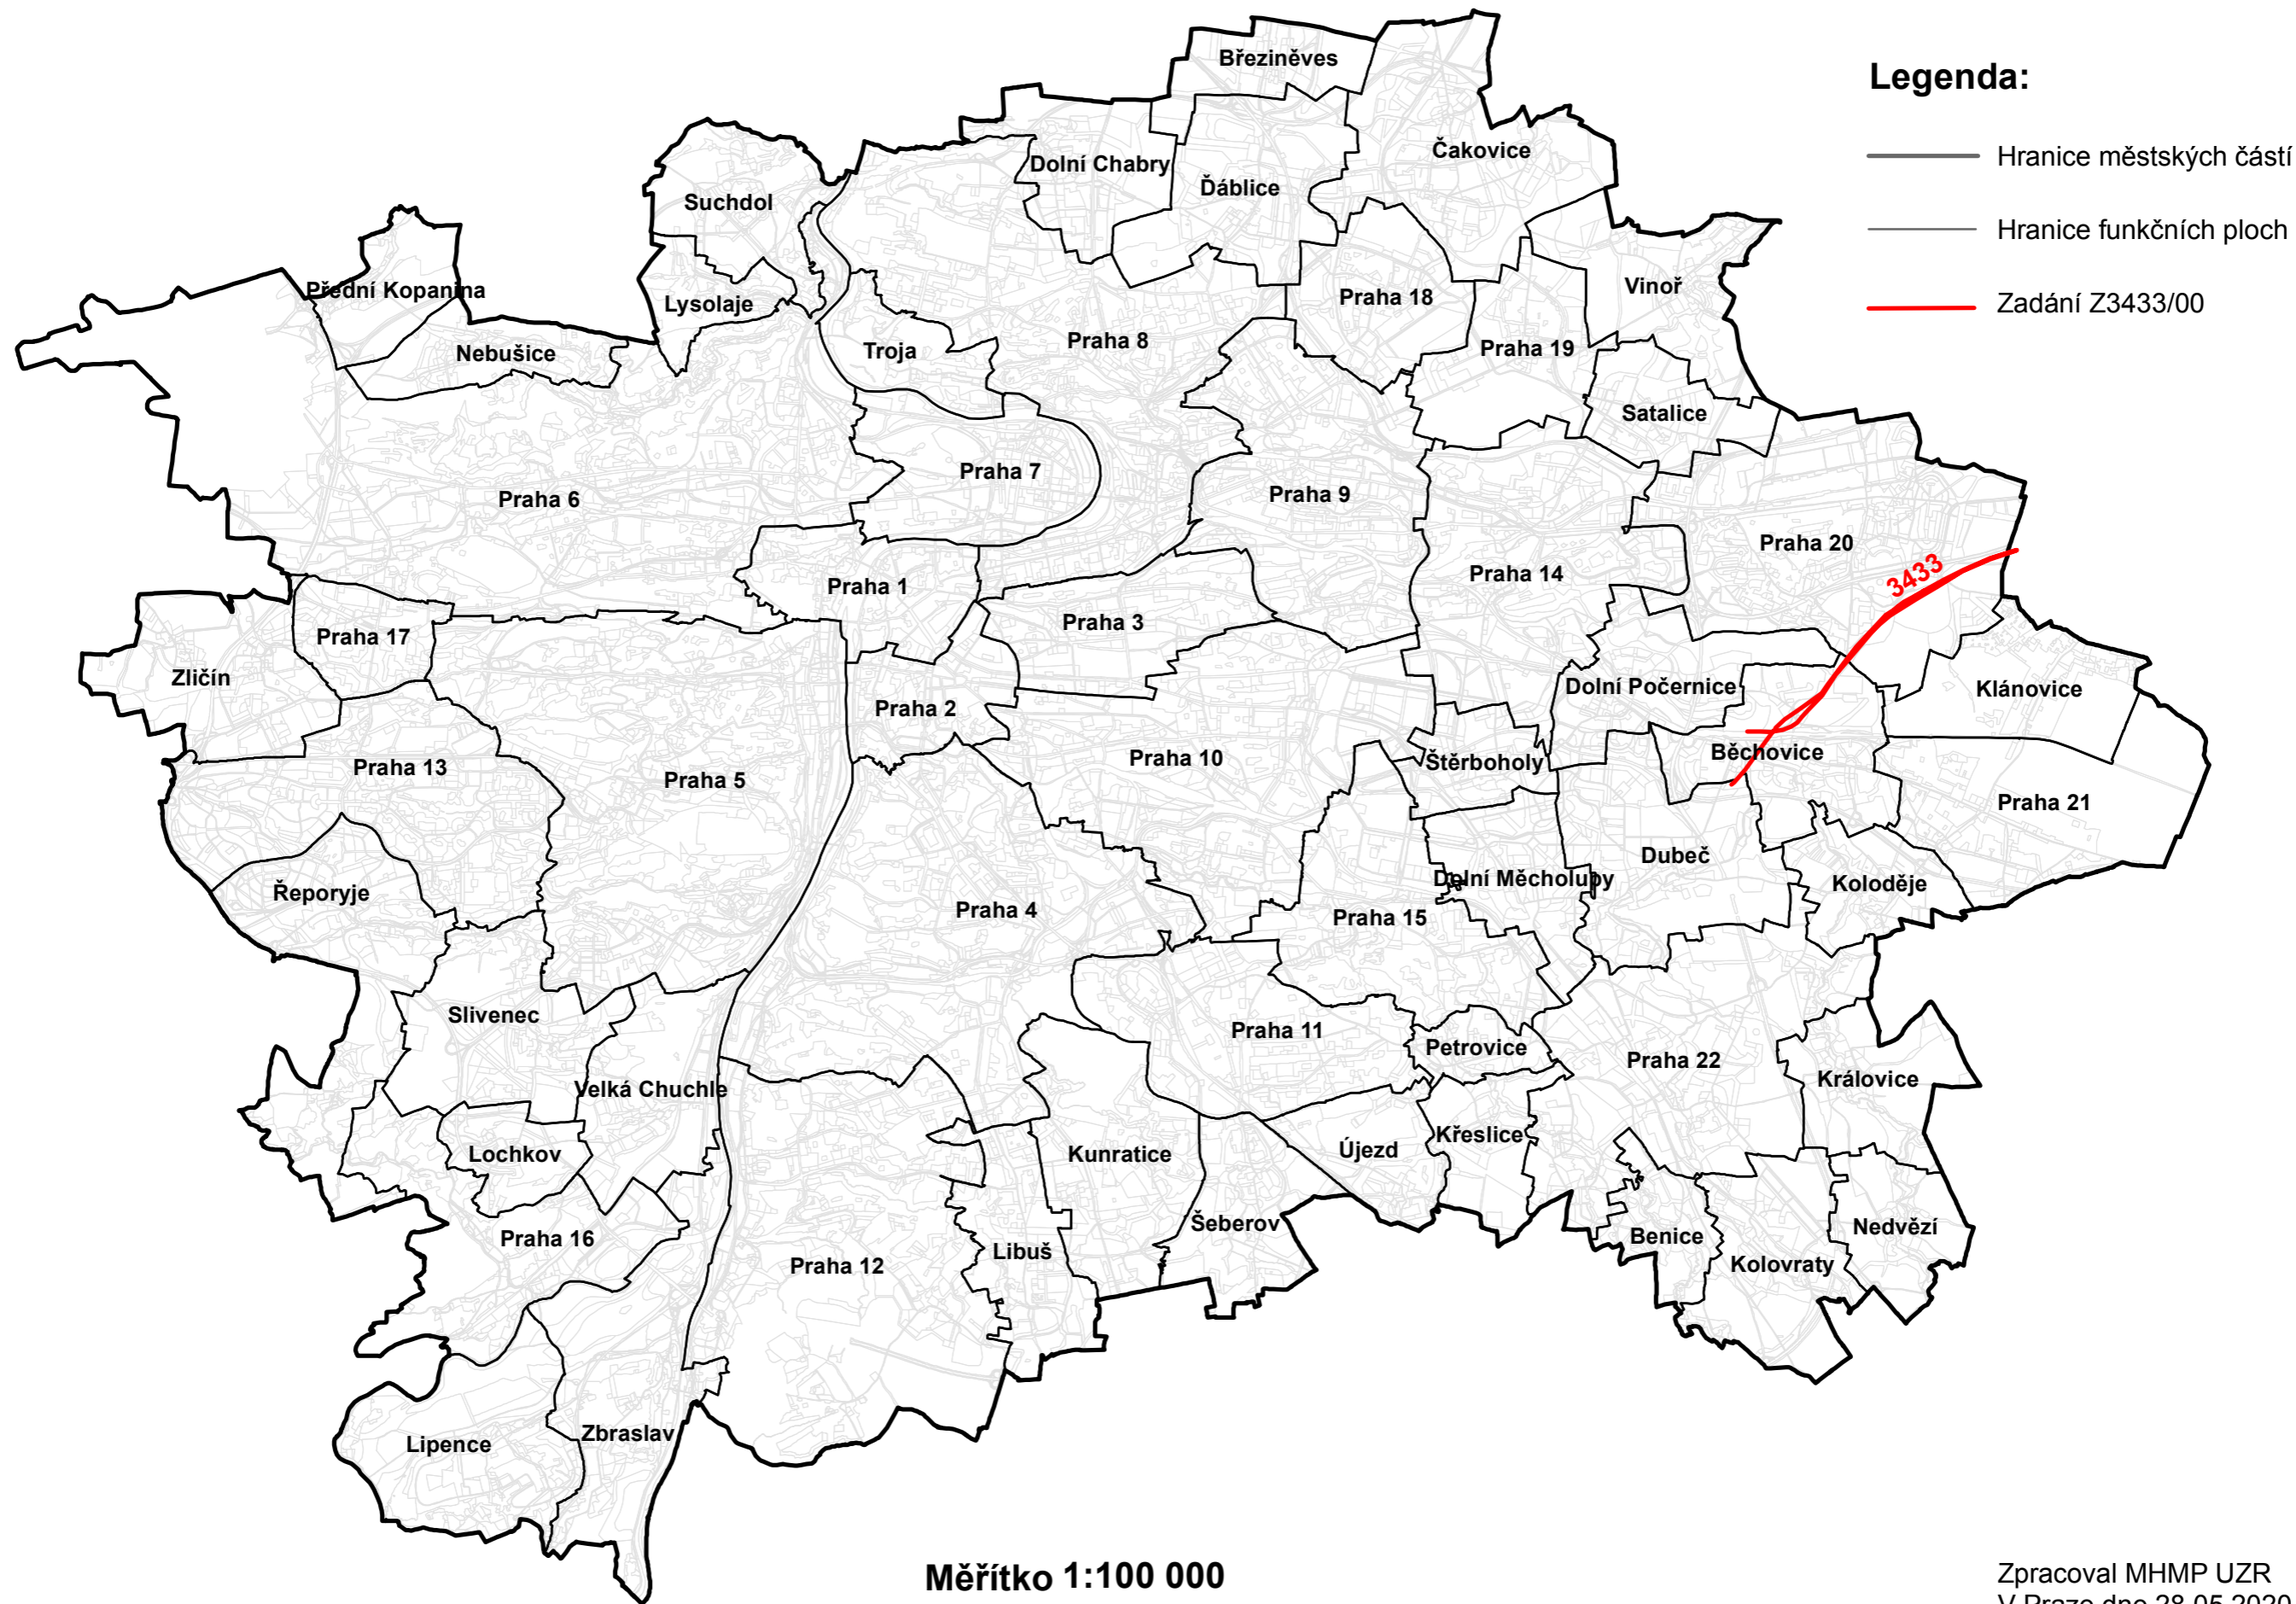 Březiněves
Legenda:
Hranice městských částí
Hranice funkčních ploch
Zadání Z3433/00
Čakovice
Dolní Chabry
Ďáblice
Suchdol
Přední Kopanina
Lysolaje
Vinoř
Praha 18
Nebušice
Troja
Praha 8
Praha 19
Satalice
Praha 7
Praha 6
Praha 9
Praha 20
3433
Praha 14
Praha 1
Praha 3
Praha 17
Zličín
Dolní Počernice
Klánovice
Praha 2
Běchovice
Štěrboholy
Praha 10
Praha 13
Praha 5
Praha 21
Dubeč
Koloděje
Dolní Měcholupy
Řeporyje
Praha 4
Praha 15
Slivenec
Praha 11
Petrovice
Praha 22
Královice
Velká Chuchle
Křeslice
Újezd
Kunratice
Lochkov
Šeberov
Nedvězí
Benice
Praha 16
Libuš
Praha 12
Kolovraty
Zbraslav
Lipence
Měřítko 1:100 000
Zpracoval MHMP UZR
V Praze dne 28.05.2020